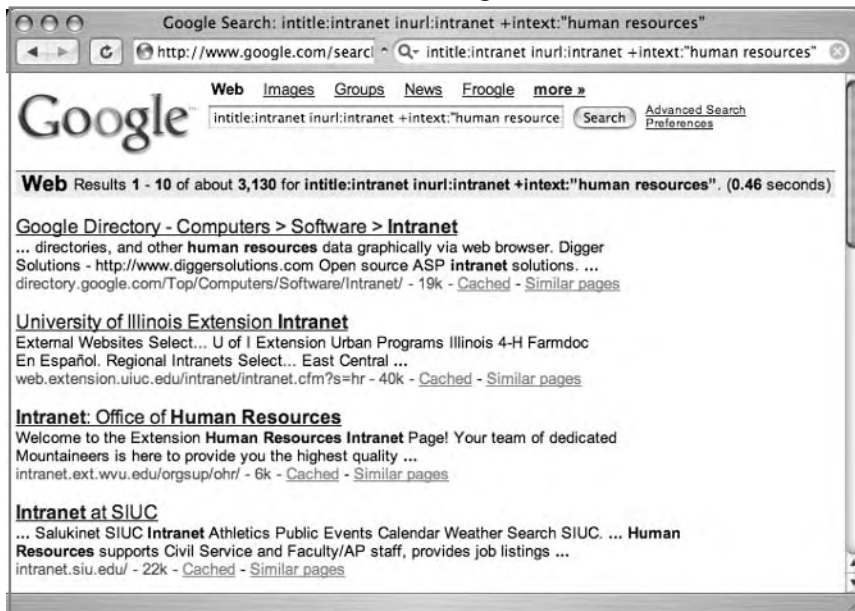 Google Search: intitle:intranet inurl:intranet +intext:"human resources"
http://www.google.com/searcl intitle:intranet inurl:intranet +intext:"human resources"
Web Images Groups News Froogle more »
Google intitle:intranet inurl:intranet +intext:"human resource Search Advanced Search
Preferences
Web Results 1 - 10 of about 3,130 for intitle:intranet inurl:intranet +intext:"human resources". (0.46 seconds)
Google Directory - Computers > Software > Intranet
... directories, and other human resources data graphically via web browser. Digger
Solutions - http://www.diggersolutions.com Open source ASP intranet solutions. ...
directory.google.com/Top/Computers/Software/Intranet/ - 19k - Cached - Similar pages
University of Illinois Extension Intranet
External Websites Select... U of I Extension Urban Programs Illinois 4-H Farmdoc
En Español. Regional Intranets Select... East Central ...
web.extension.uiuc.edu/intranet/intranet.cfm?s=hr - 40k - Cached - Similar pages
Intranet: Office of Human Resources
Welcome to the Extension Human Resources Intranet Page! Your team of dedicated
Mountaineers is here to provide you the highest quality ...
intranet.ext.wvu.edu/orgsup/ohr/ - 6k - Cached - Similar pages
Intranet at SIUC
... Salukinet SIUC Intranet Athletics Public Events Calendar Weather Search SIUC. ... Human
Resources supports Civil Service and Faculty/AP staff, provides job listings ...
intranet.siu.edu/ - 22k - Cached - Similar pages